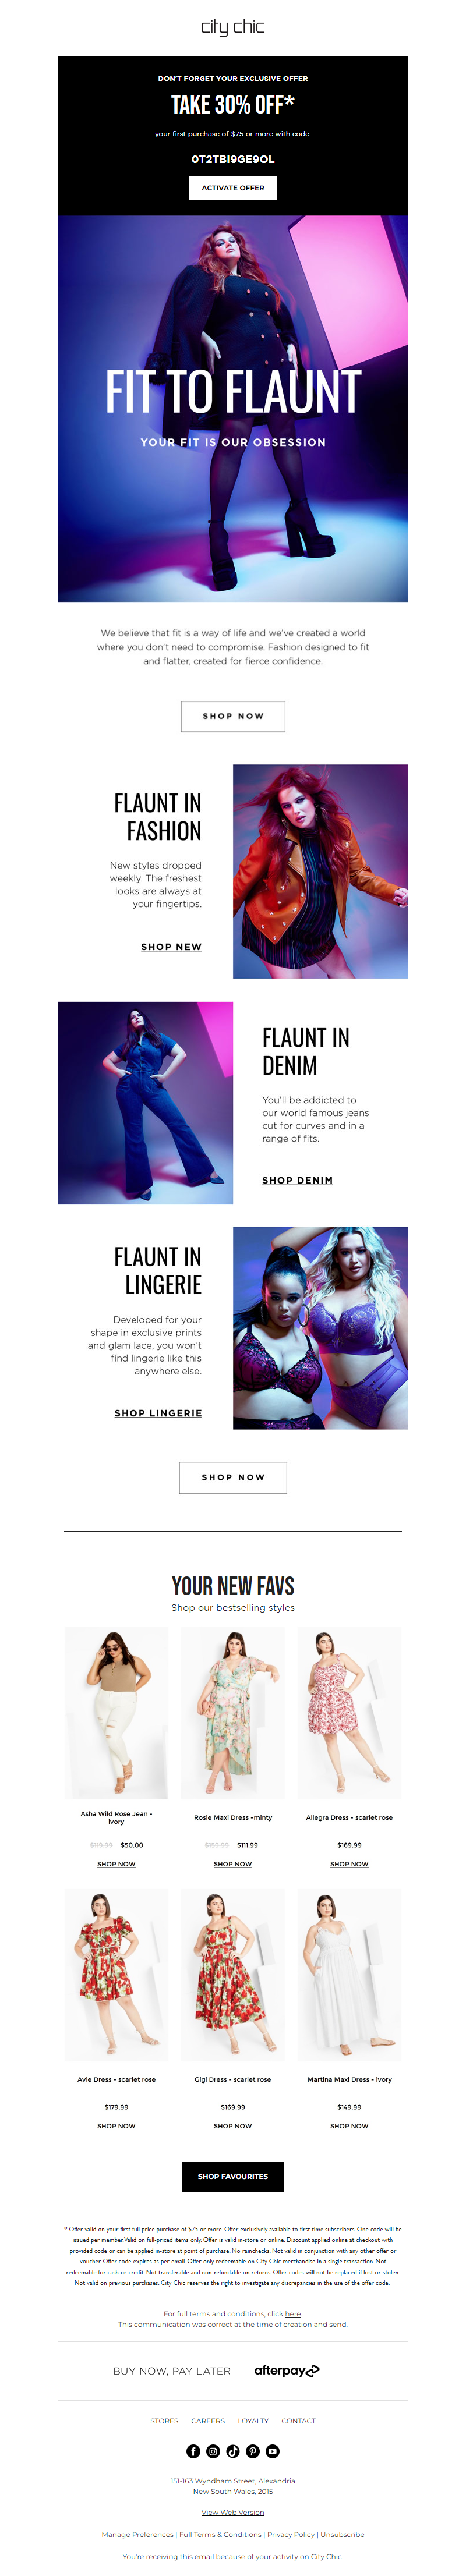 city chic
DON'T FORGET YOUR EXCLUSIVE OFFER
TAKE 30% OFF*
your first purchase of $75 or more with code:
0T2TBI9GE9OL
ACTIVATE OFFER
FIT TO FLAUNT
YOUR FIT IS OUR OBSESSION
We believe that fit is a way of life and we've created a world
where you don't need to compromise. Fashion designed to fit
and flatter, created for fierce confidence.
SHOP NOW
FLAUNT IN
FASHION
New styles dropped
weekly. The freshest
looks are always at
your fingertips.
SHOP NEW
FLAUNT IN
DENIM
You'll be addicted to
our world famous jeans
cut for curves and in a
range of fits.
SHOP DENIM
FLAUNT IN
LINGERIE
Developed for your
shape in exclusive prints
and glam lace, you won't
find lingerie like this
anywhere else.
SHOP LINGERIE
SHOP NOW
YOUR NEW FAVS
Shop our bestselling styles
Asha Wild Rose Jean -
ivory
$119.99 $50.00
SHOP NOW
Rosie Maxi Dress -minty
$159.99 $111.99
SHOP NOW
Allegra Dress - scarlet rose
$169.99
SHOP NOW
Avie Dress - scarlet rose
$179.99
SHOP NOW
Gigi Dress - scarlet rose
$169.99
SHOP NOW
Martina Maxi Dress - ivory
$149.99
SHOP NOW
SHOP FAVOURITES
* Offer valid on your first full price purchase of $75 or more. Offer exclusively available to first time subscribers. One code will be
issued per member. Valid on full-priced items only. Offer is valid in-store or online. Discount applied online at checkout with
provided code or can be applied in-store at point of purchase. No rainchecks. Not valid in conjunction with any other offer or
voucher. Offer code expires as per email. Offer only redeemable on City Chic merchandise in a single transaction. Not
redeemable for cash or credit. Not transferable and non-refundable on returns. Offer codes will not be replaced if lost or stolen.
Not valid on previous purchases. City Chic reserves the right to investigate any discrepancies in the use of the offer code.
For full terms and conditions, click here.
This communication was correct at the time of creation and send.
BUY NOW, PAY LATER afterpay
STORES CAREERS LOYALTY CONTACT
151-163 Wyndham Street, Alexandria
New South Wales, 2015
View Web Version
Manage Preferences | Full Terms & Conditions | Privacy Policy | Unsubscribe
You're receiving this email because of your activity on City Chic